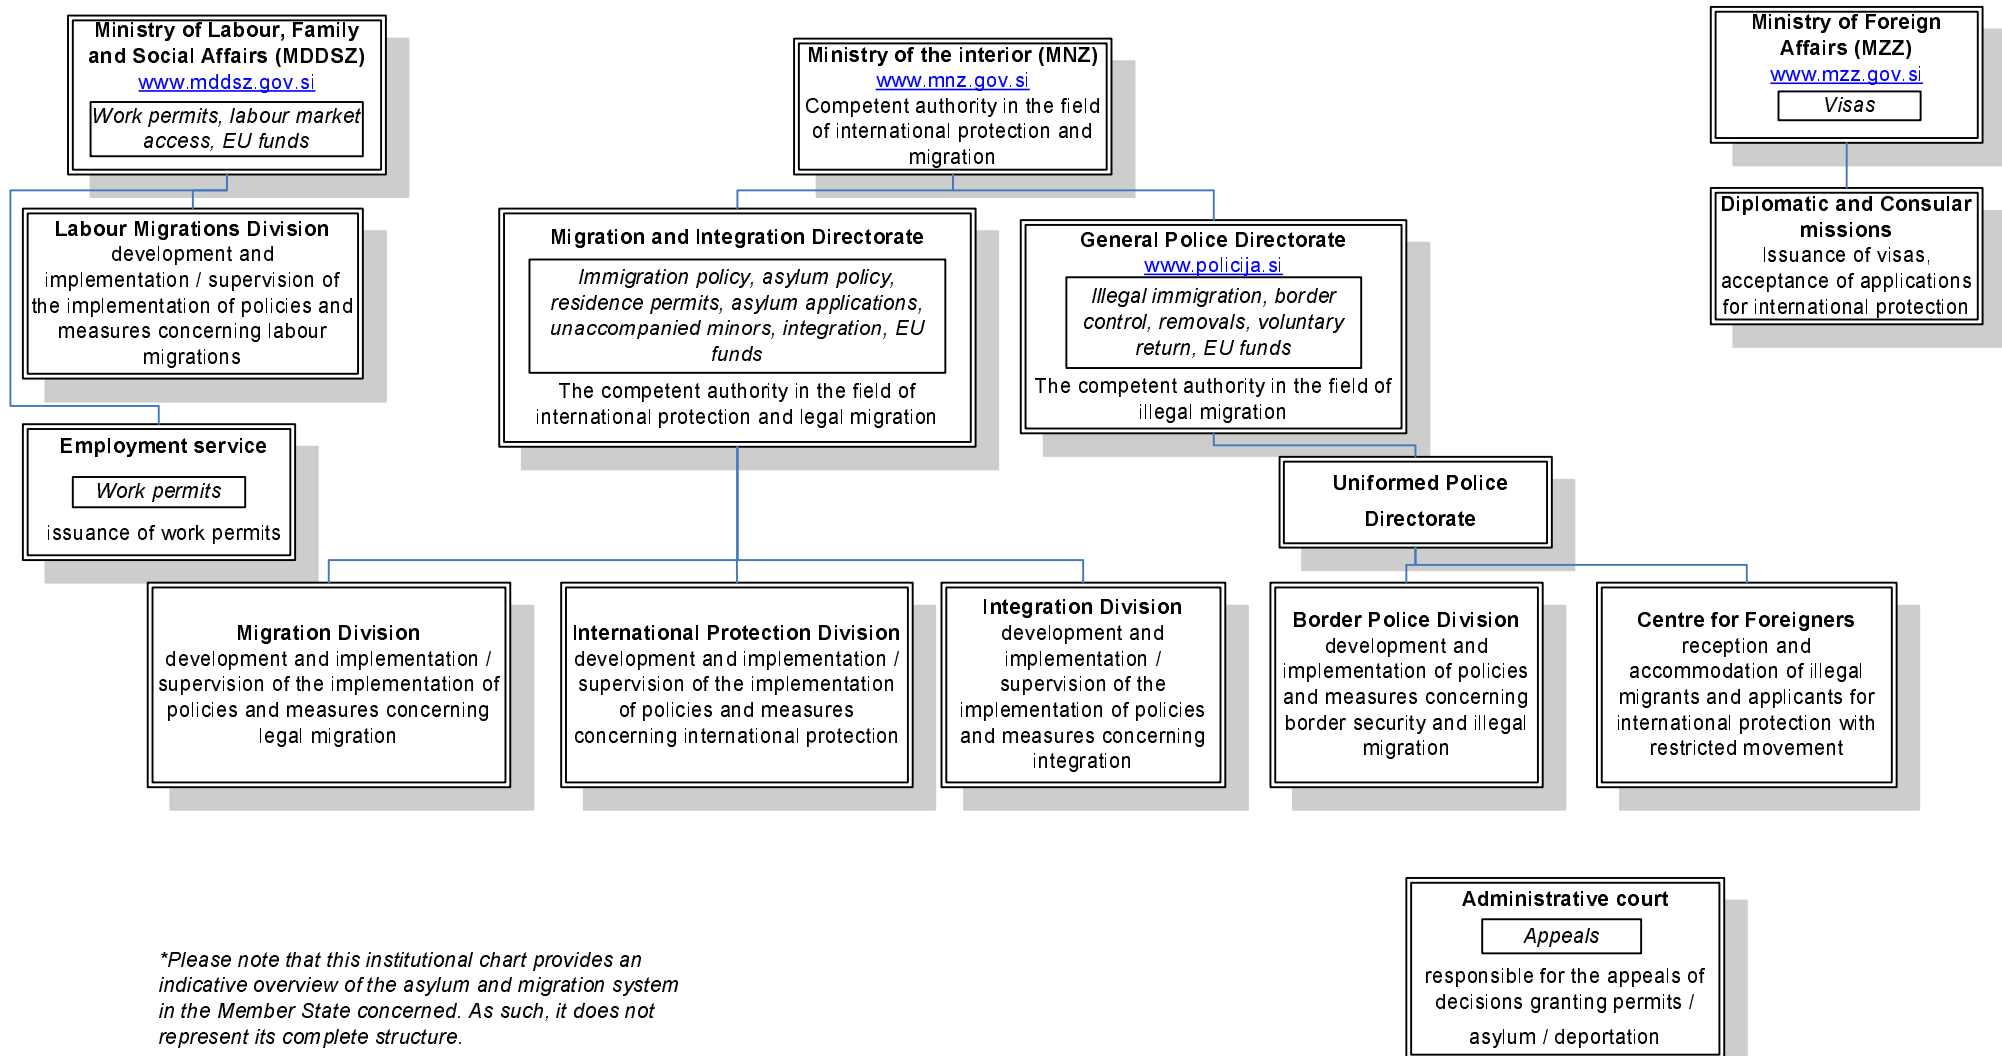 Ministry of Labour, Family
and Social Affairs (MDDSZ)
www.mddsz.gov.si
Work permits, labour market
access, EU funds
Ministry of the interior (MNZ)
www.mnz.gov.si
Competent authority in the field
of international protection and
migration
Ministry of Foreign
Affairs (MZZ)
www.mzz.gov.si
Visas
Labour Migrations Division
development and
implementation / supervision of
the implementation of policies and
measures concerning labour
migrations
Migration and Integration Directorate
Immigration policy, asylum policy,
residence permits, asylum applications,
unaccompanied minors, integration, EU
funds
The competent authority in the field of
international protection and legal migration
General Police Directorate
www.policija.si
Illegal immigration, border
control, removals, voluntary
return, EU funds
The competent authority in the field of
illegal migration
Diplomatic and Consular
missions
Issuance of visas,
acceptance of applications
for international protection
Employment service
Work permits
issuance of work permits
Uniformed Police
Directorate
Migration Division
development and implementation /
supervision of the implementation of
policies and measures concerning
legal migration
International Protection Division
development and implementation /
supervision of the implementation
of policies and measures
concerning international protection
Integration Division
development and
implementation /
supervision of the
implementation of policies
and measures concerning
integration
Border Police Division
development and
implementation of policies
and measures concerning
border security and illegal
migration
Centre for Foreigners
reception and
accommodation of illegal
migrants and applicants for
international protection with
restricted movement
Administrative court
Appeals
responsible for the appeals of
decisions granting permits /
asylum / deportation
*Please note that this institutional chart provides an
indicative overview of the asylum and migration system
in the Member State concerned. As such, it does not
represent its complete structure.